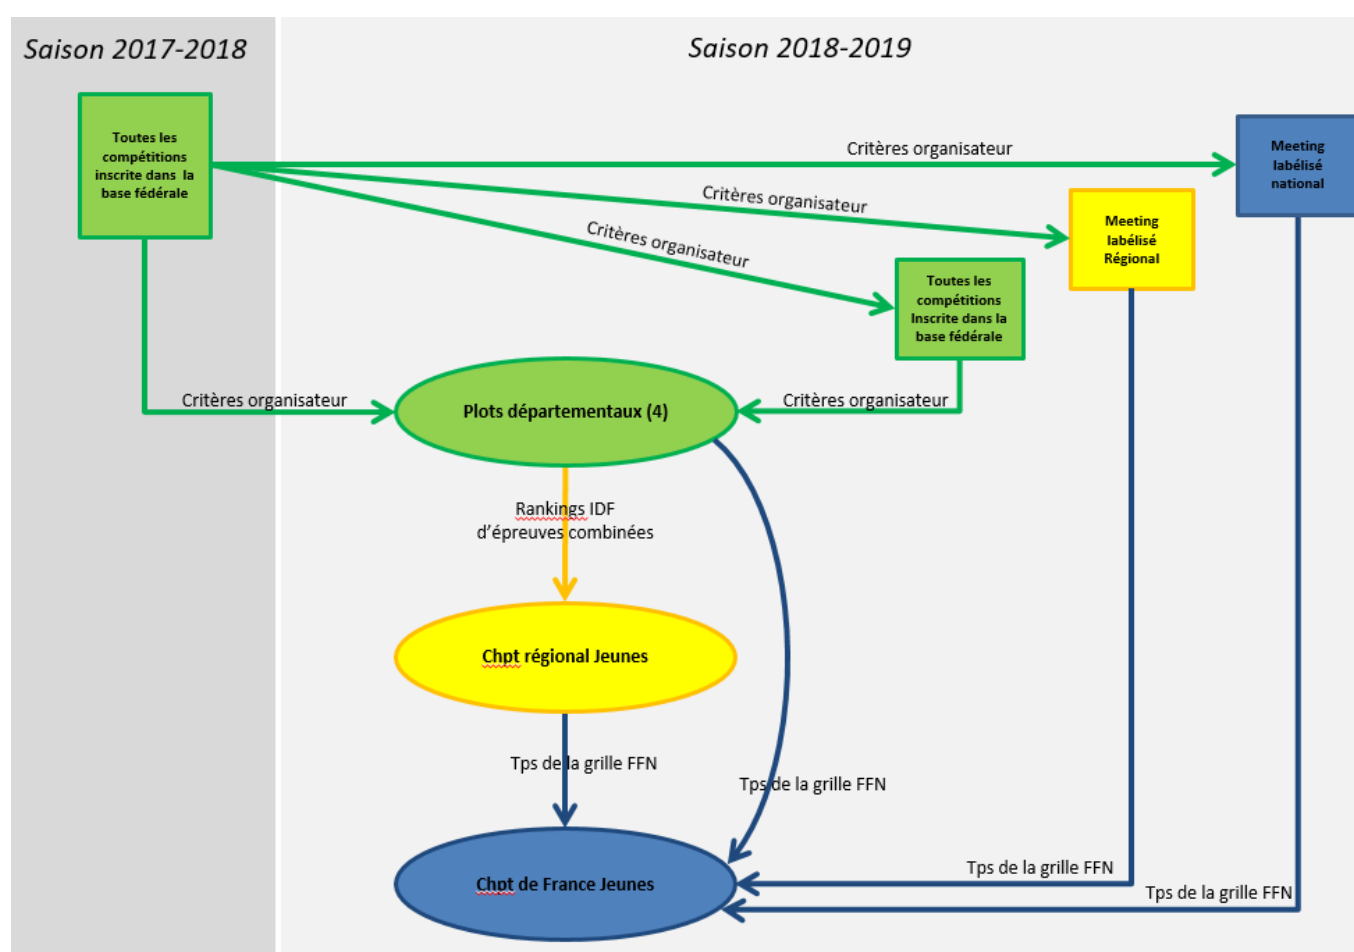 Saison 2017-2018
Saison 2018-2019
Toutes les
compétitions
inscrite dans la
base fédérale
Critères organisateur
Meeting
labélisé
national
Critères organisateur
Meeting
labélisé
Régional
Critères organisateur
Toutes les
compétitions
Inscrite dans la
base fédérale
Critères organisateur
Plots départementaux (4)
Critères organisateur
Rankings IDF
d'épreuves combinées
Chpt régional Jeunes
Tps de la grille FFN
Tps de la grille FFN
Chpt de France Jeunes
Tps de la grille FFN
Tps de la grille FFN